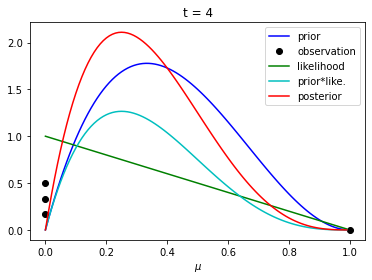 t = 4
prior
observation
likelihood
prior*like.
posterior
2.0
1.5
1.0
0.5
0.0
0.0 0.2 0.4 0.6 0.8 1.0
μ